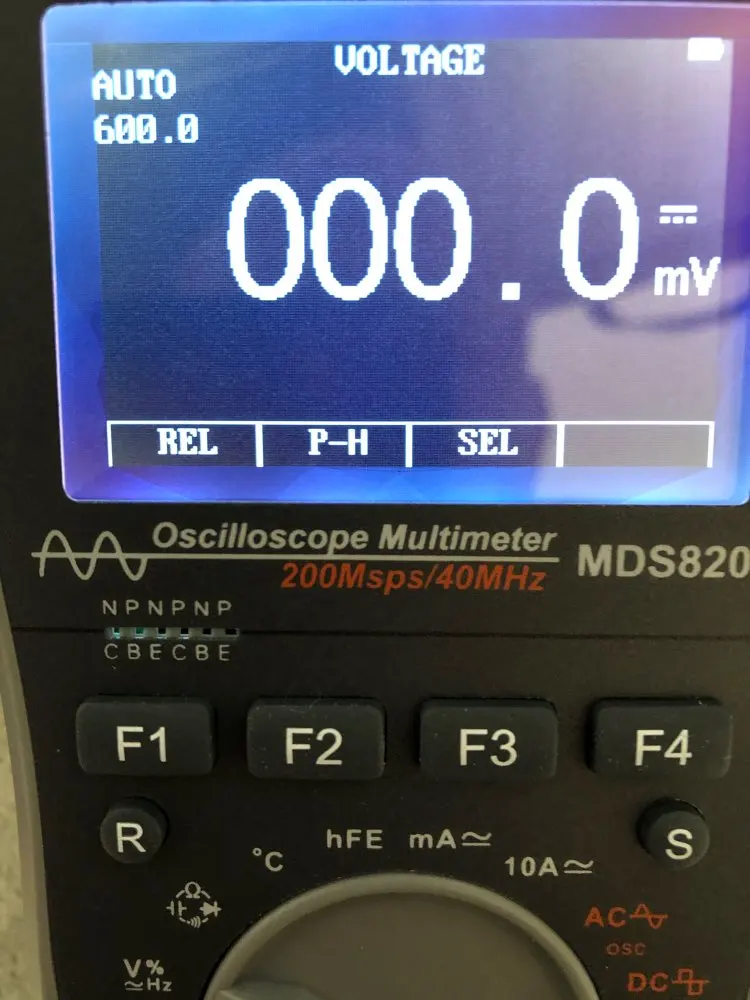 VOLTAGE
AUTO
600.0
000.0 mV
REL P-H SEL
Oscilloscope Multimeter
200Msps/40MHz
MDS820
NPNPNP
CBECBE
F1 F2 F3 F4
R S
°C hFE mA 10A
Ω
AC
OSC
V% Hz
DC